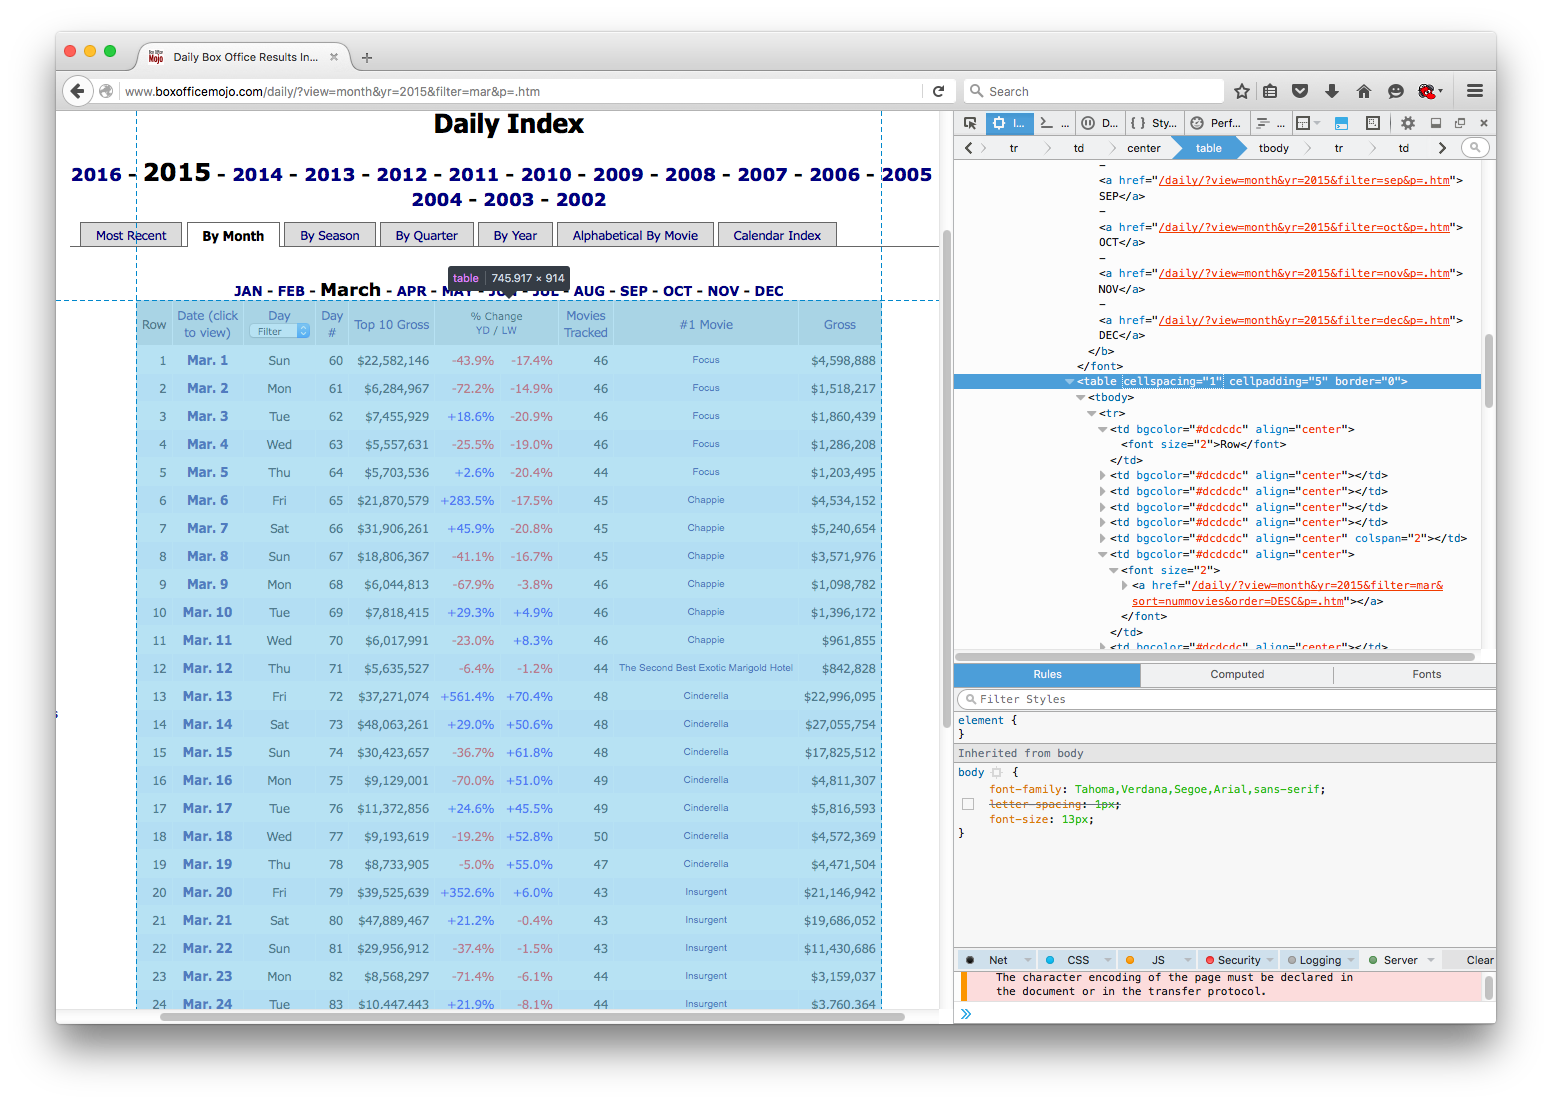 Daily Box Office Results In...
www.boxofficemojo.com/daily/?view=month&yr=2015&filter=mar&p=.htm
Search
Daily Index
2016 - 2015 - 2014 - 2013 - 2012 - 2011 - 2010 - 2009 - 2008 - 2007 - 2006 - 2005
2004 - 2003 - 2002
Most Recent By Month By Season By Quarter By Year Alphabetical By Movie Calendar Index
table 745.917 × 914
JAN - FEB - March - APR - MAY - JUN - JUL - AUG - SEP - OCT - NOV - DEC
Row Date (click to view) Day Filter Day # Top 10 Gross % Change YD / LW Movies Tracked #1 Movie Gross
1 Mar. 1 Sun 60 $22,582,146 -43.9% -17.4% 46 Focus $4,598,888
2 Mar. 2 Mon 61 $6,284,967 -72.2% -14.9% 46 Focus $1,518,217
3 Mar. 3 Tue 62 $7,455,929 +18.6% -20.9% 46 Focus $1,860,439
4 Mar. 4 Wed 63 $5,557,631 -25.5% -19.0% 46 Focus $1,286,208
5 Mar. 5 Thu 64 $5,703,536 +2.6% -20.4% 44 Focus $1,203,495
6 Mar. 6 Fri 65 $21,870,579 +283.5% -17.5% 45 Chappie $4,534,152
7 Mar. 7 Sat 66 $31,906,261 +45.9% -20.8% 45 Chappie $5,240,654
8 Mar. 8 Sun 67 $18,806,367 -41.1% -16.7% 45 Chappie $3,571,976
9 Mar. 9 Mon 68 $6,044,813 -67.9% -3.8% 46 Chappie $1,098,782
10 Mar. 10 Tue 69 $7,818,415 +29.3% +4.9% 46 Chappie $1,396,172
11 Mar. 11 Wed 70 $6,017,991 -23.0% +8.3% 46 Chappie $961,855
12 Mar. 12 Thu 71 $5,635,527 -6.4% -1.2% 44 The Second Best Exotic Marigold Hotel $842,828
13 Mar. 13 Fri 72 $37,271,074 +561.4% +70.4% 48 Cinderella $22,996,095
14 Mar. 14 Sat 73 $48,063,261 +29.0% +50.6% 48 Cinderella $27,055,754
15 Mar. 15 Sun 74 $30,423,657 -36.7% +61.8% 48 Cinderella $17,825,512
16 Mar. 16 Mon 75 $9,129,001 -70.0% +51.0% 49 Cinderella $4,811,307
17 Mar. 17 Tue 76 $11,372,856 +24.6% +45.5% 49 Cinderella $5,816,593
18 Mar. 18 Wed 77 $9,193,619 -19.2% +52.8% 50 Cinderella $4,572,369
19 Mar. 19 Thu 78 $8,733,905 -5.0% +55.0% 47 Cinderella $4,471,504
20 Mar. 20 Fri 79 $39,525,639 +352.6% +6.0% 43 Insurgent $21,146,942
21 Mar. 21 Sat 80 $47,889,467 +21.2% -0.4% 43 Insurgent $19,686,052
22 Mar. 22 Sun 81 $29,956,912 -37.4% -1.5% 43 Insurgent $11,430,686
23 Mar. 23 Mon 82 $8,568,297 -71.4% -6.1% 44 Insurgent $3,159,037
24 Mar. 24 Tue 83 $10,447,443 +21.9% -8.1% 44 Insurgent $3,760,364
I... ... D... { } Sty... Perf... ...
tr td center table tbody tr td
–
<a href="/daily/?view=month&yr=2015&filter=sep&p=.htm">
SEP</a>
–
<a href="/daily/?view=month&yr=2015&filter=oct&p=.htm">
OCT</a>
–
<a href="/daily/?view=month&yr=2015&filter=nov&p=.htm">
NOV</a>
–
<a href="/daily/?view=month&yr=2015&filter=dec&p=.htm">
DEC</a>
</b>
</font>
<table cellspacing="1" cellpadding="5" border="0">
<tbody>
<tr>
<td bgcolor="#dcdcdc" align="center">
<font size="2">Row</font>
</td>
<td bgcolor="#dcdcdc" align="center"></td>
<td bgcolor="#dcdcdc" align="center"></td>
<td bgcolor="#dcdcdc" align="center"></td>
<td bgcolor="#dcdcdc" align="center"></td>
<td bgcolor="#dcdcdc" align="center" colspan="2"></td>
<td bgcolor="#dcdcdc" align="center">
<font size="2">
<a href="/daily/?view=month&yr=2015&filter=mar&
sort=nummovies&order=DESC&p=.htm"></a>
</font>
</td>
<td bgcolor="#dcdcdc" align="center"></td>
Rules Computed Fonts
Filter Styles
element {
}
Inherited from body
body {
font-family: Tahoma,Verdana,Segoe,Arial,sans-serif;
letter-spacing: 1px;
font-size: 13px;
}
Net CSS JS Security Logging Server Clear
The character encoding of the page must be declared in
the document or in the transfer protocol.